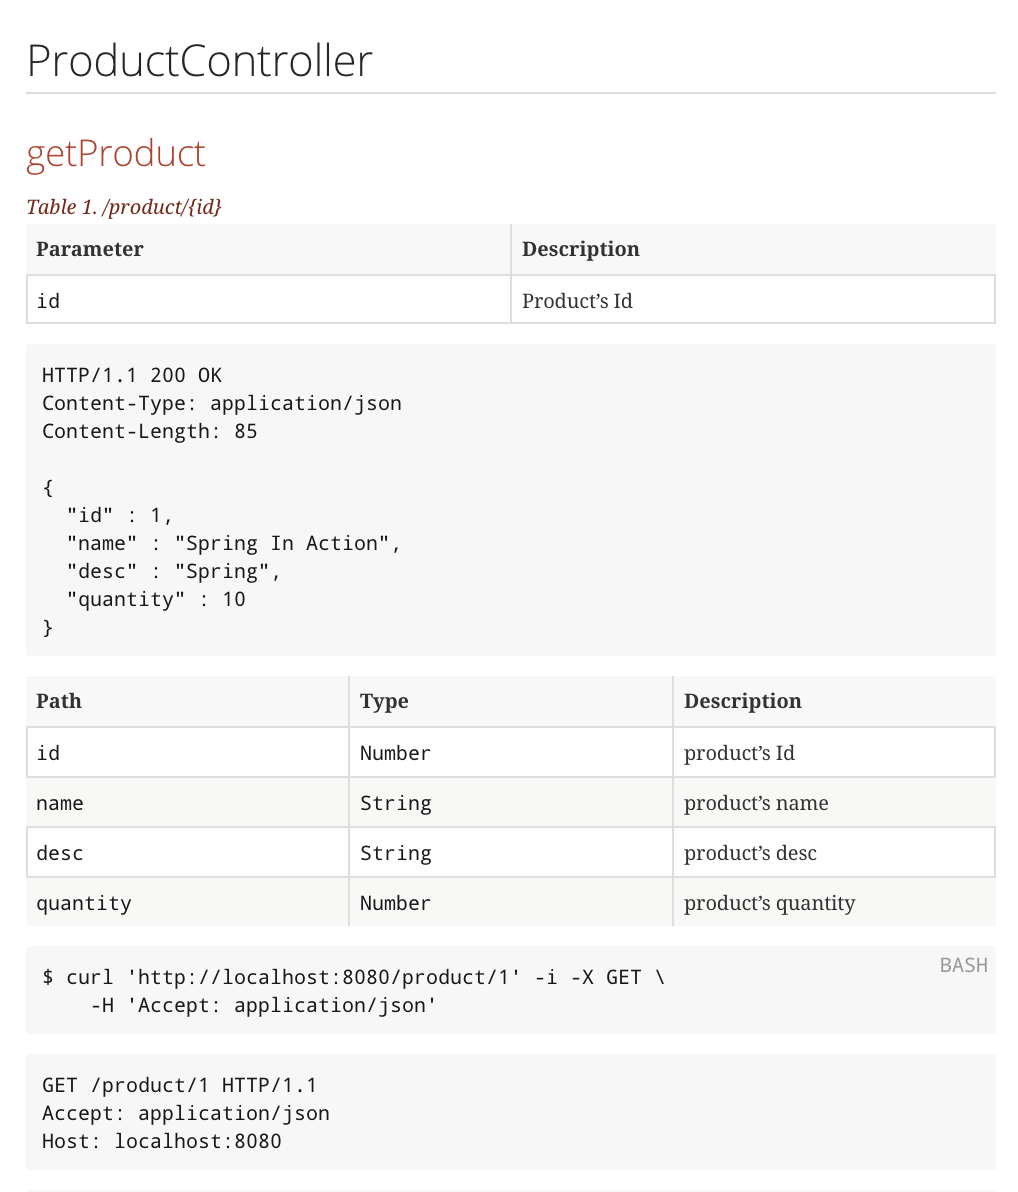 ProductController
getProduct
Table 1. /product/{id}
Parameter Description
id Product’s Id
HTTP/1.1 200 OK
Content-Type: application/json
Content-Length: 85
{
  "id" : 1,
  "name" : "Spring In Action",
  "desc" : "Spring",
  "quantity" : 10
}
Path Type Description
id Number product’s Id
name String product’s name
desc String product’s desc
quantity Number product’s quantity
BASH
$ curl 'http://localhost:8080/product/1' -i -X GET \
    -H 'Accept: application/json'
GET /product/1 HTTP/1.1
Accept: application/json
Host: localhost:8080